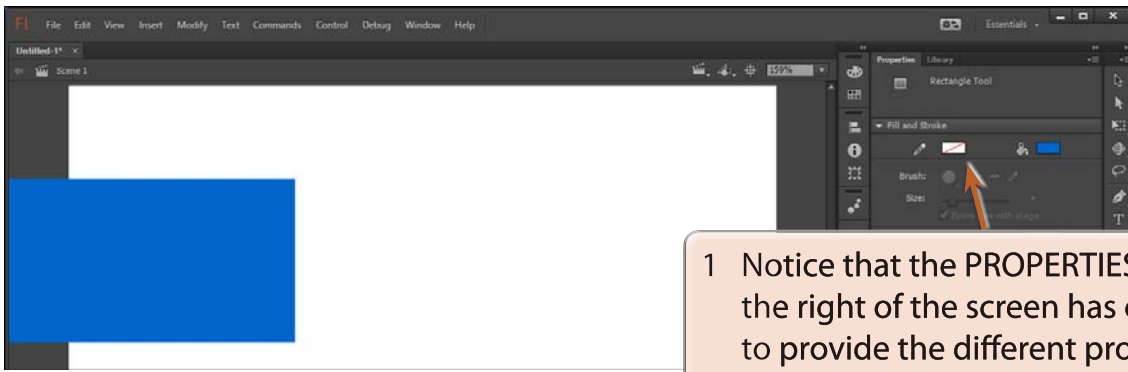 Fl File Edit View Insert Modify Text Commands Control Debug Window Help Essentials
Untitled-1* ×
Scene 1 159%
Properties Library
Rectangle Tool
Fill and Stroke
Brush:
Size:
1 Notice that the PROPERTIES
the right of the screen has
to provide the different pro